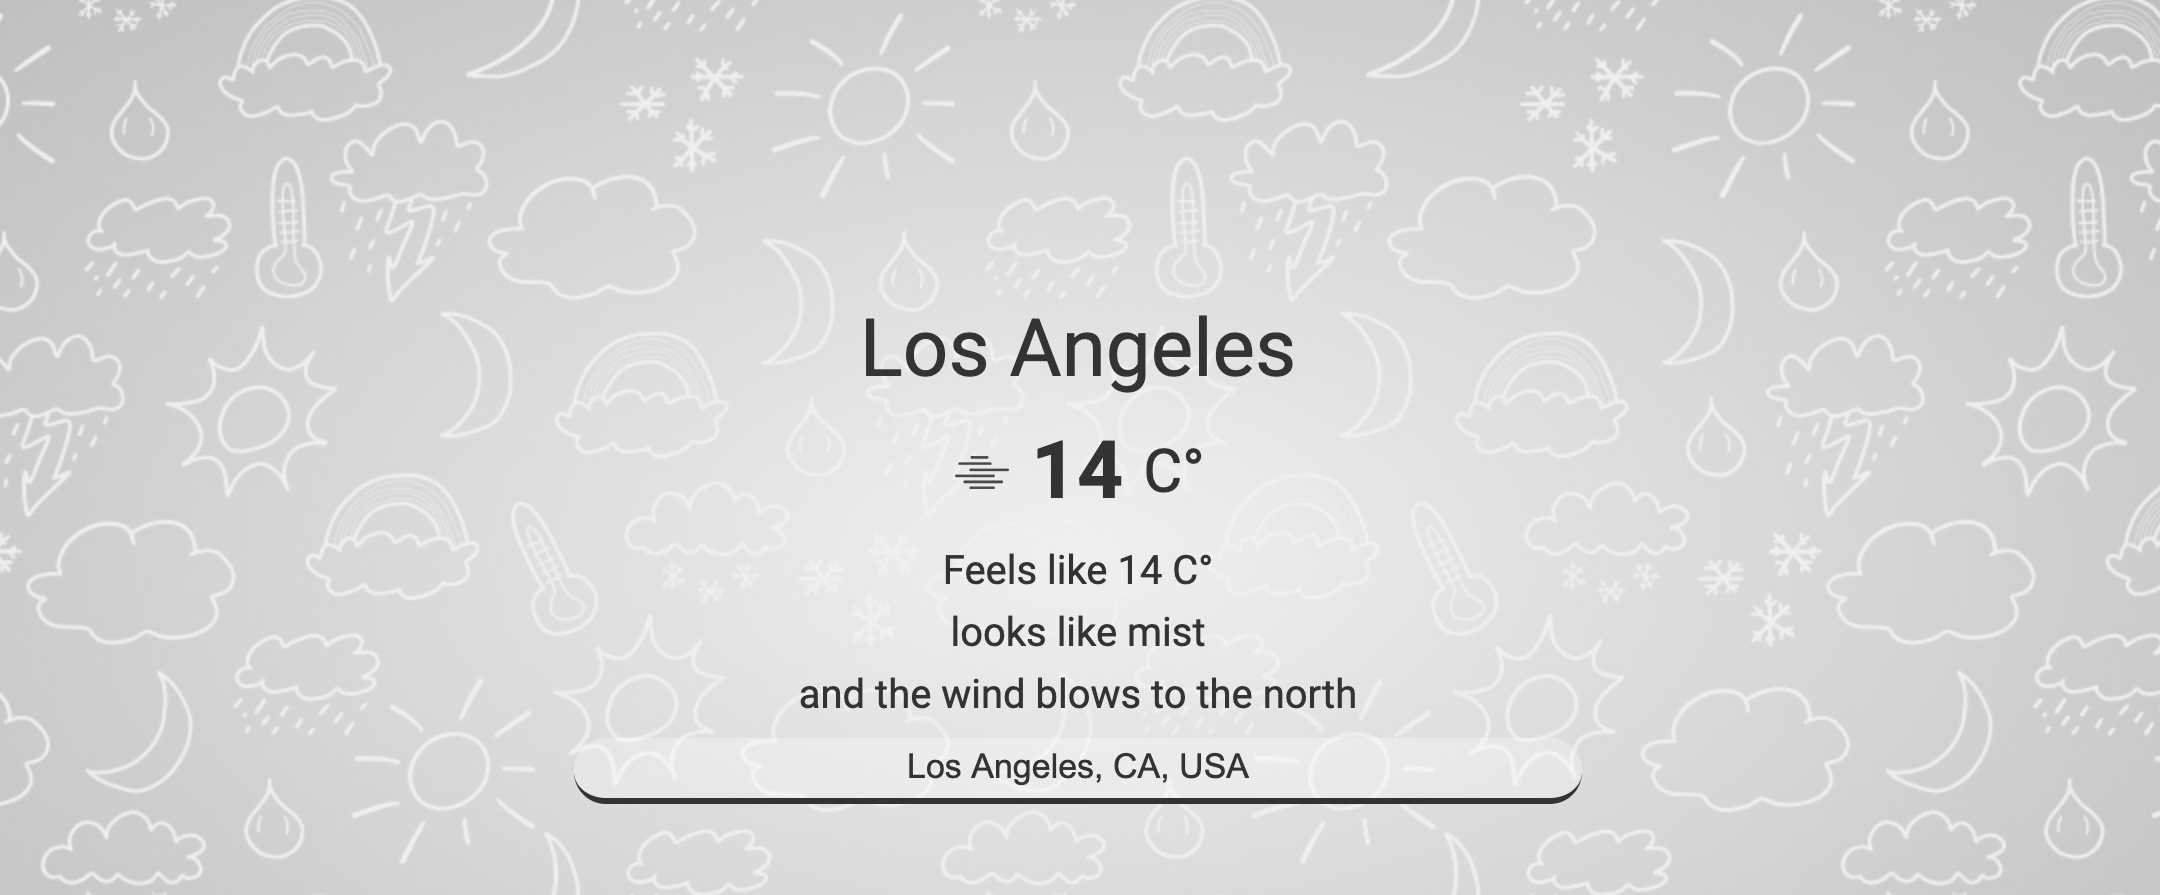 Los Angeles
14 C°
Feels like 14 C°
looks like mist
and the wind blows to the north
Los Angeles, CA, USA